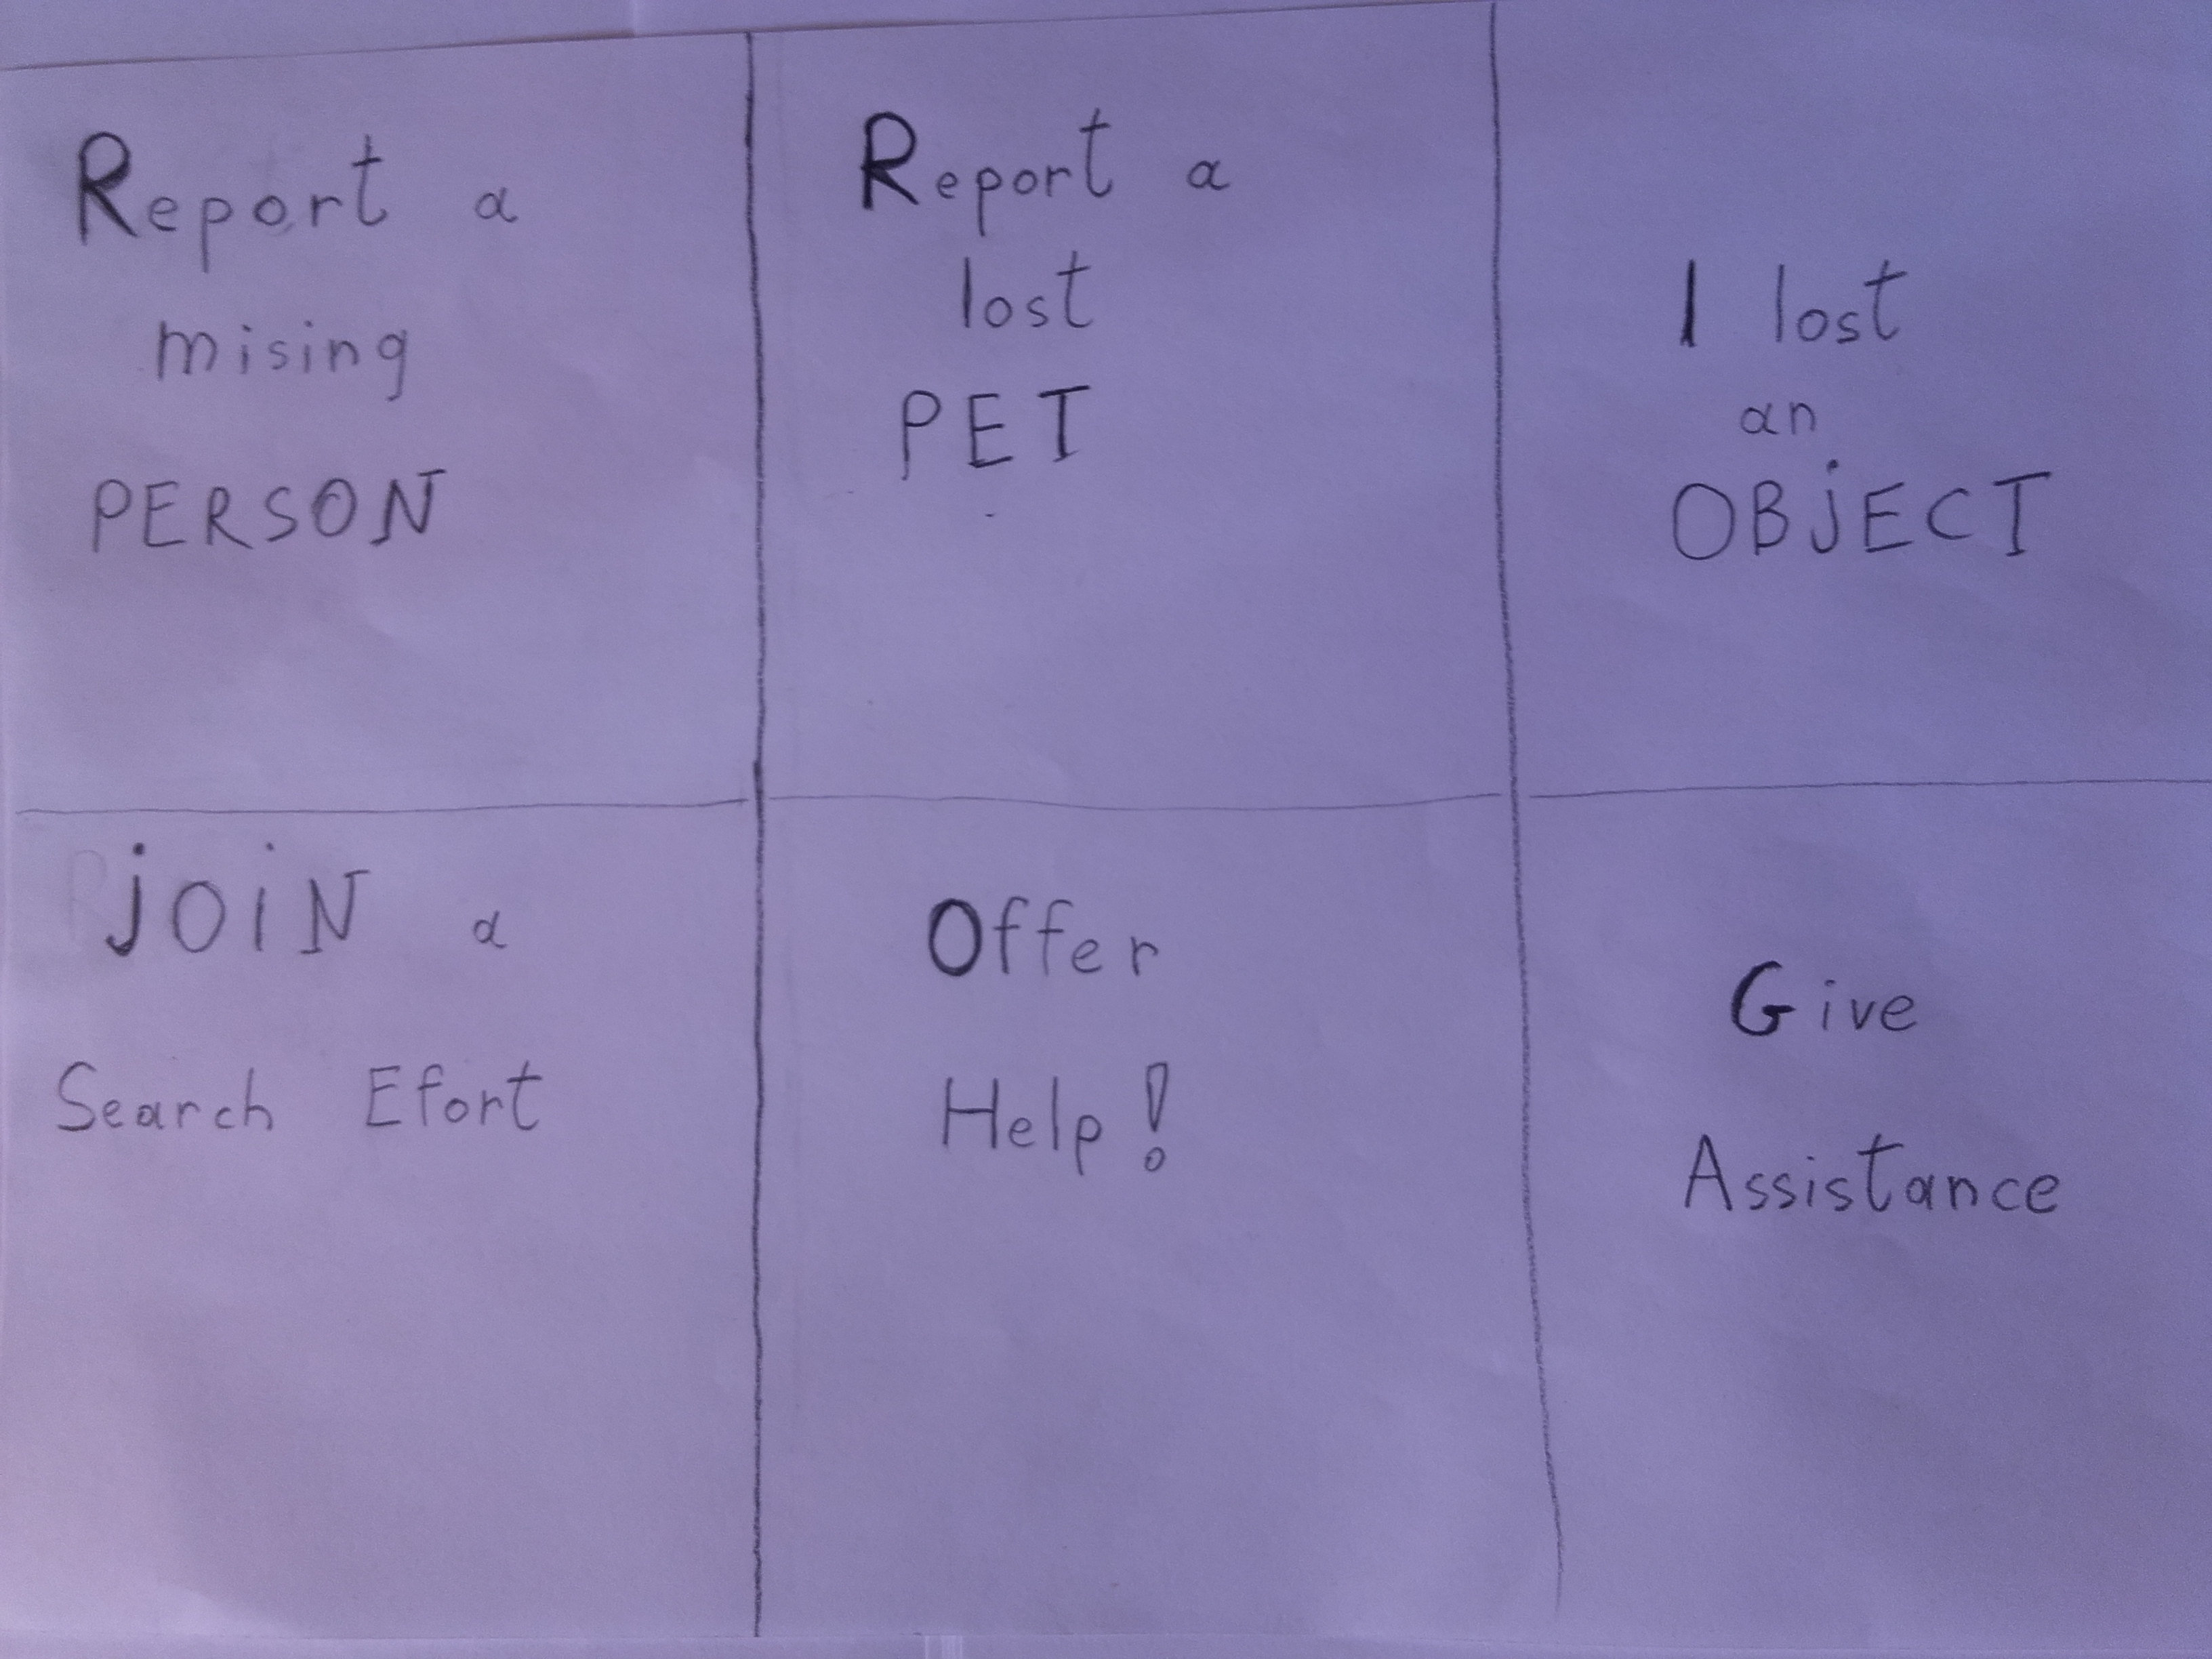 Report a
mising
PERSON
Report a
lost
PET
I lost
an
OBjECT
jOiN a
Search Efort
Offer
Help!
Give
Assistance